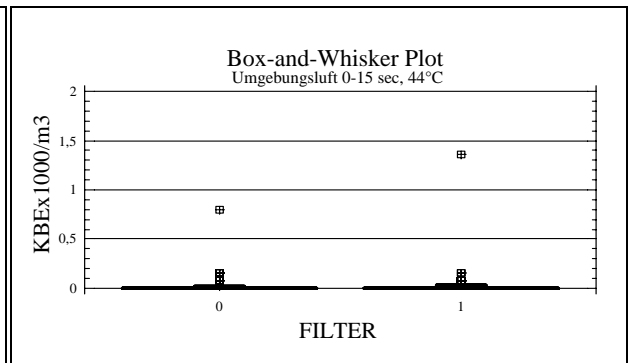 Box-and-Whisker Plot
Umgebungsluft 0-15 sec, 44°C
KBEx1000/m3
2
1,5
1
0,5
0
0 1
FILTER